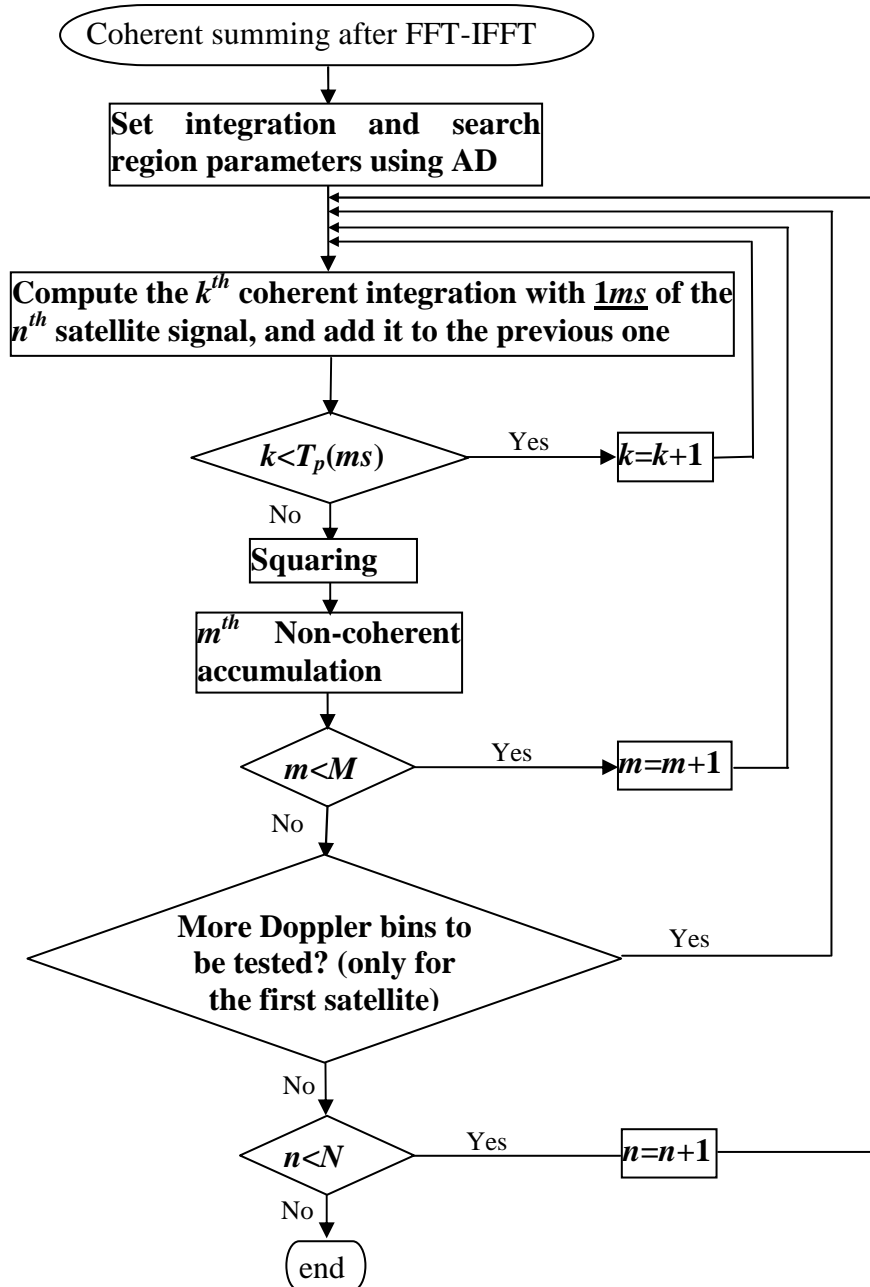 Coherent summing after FFT-IFFT
Set integration and search
region parameters using AD
Compute the kth coherent integration with 1ms of the
nth satellite signal, and add it to the previous one
k<Tp(ms)
Yes
k=k+1
No
Squaring
mth Non-coherent
accumulation
m<M
Yes
m=m+1
No
More Doppler bins to
be tested? (only for
the first satellite)
Yes
No
n<N
Yes
n=n+1
No
end